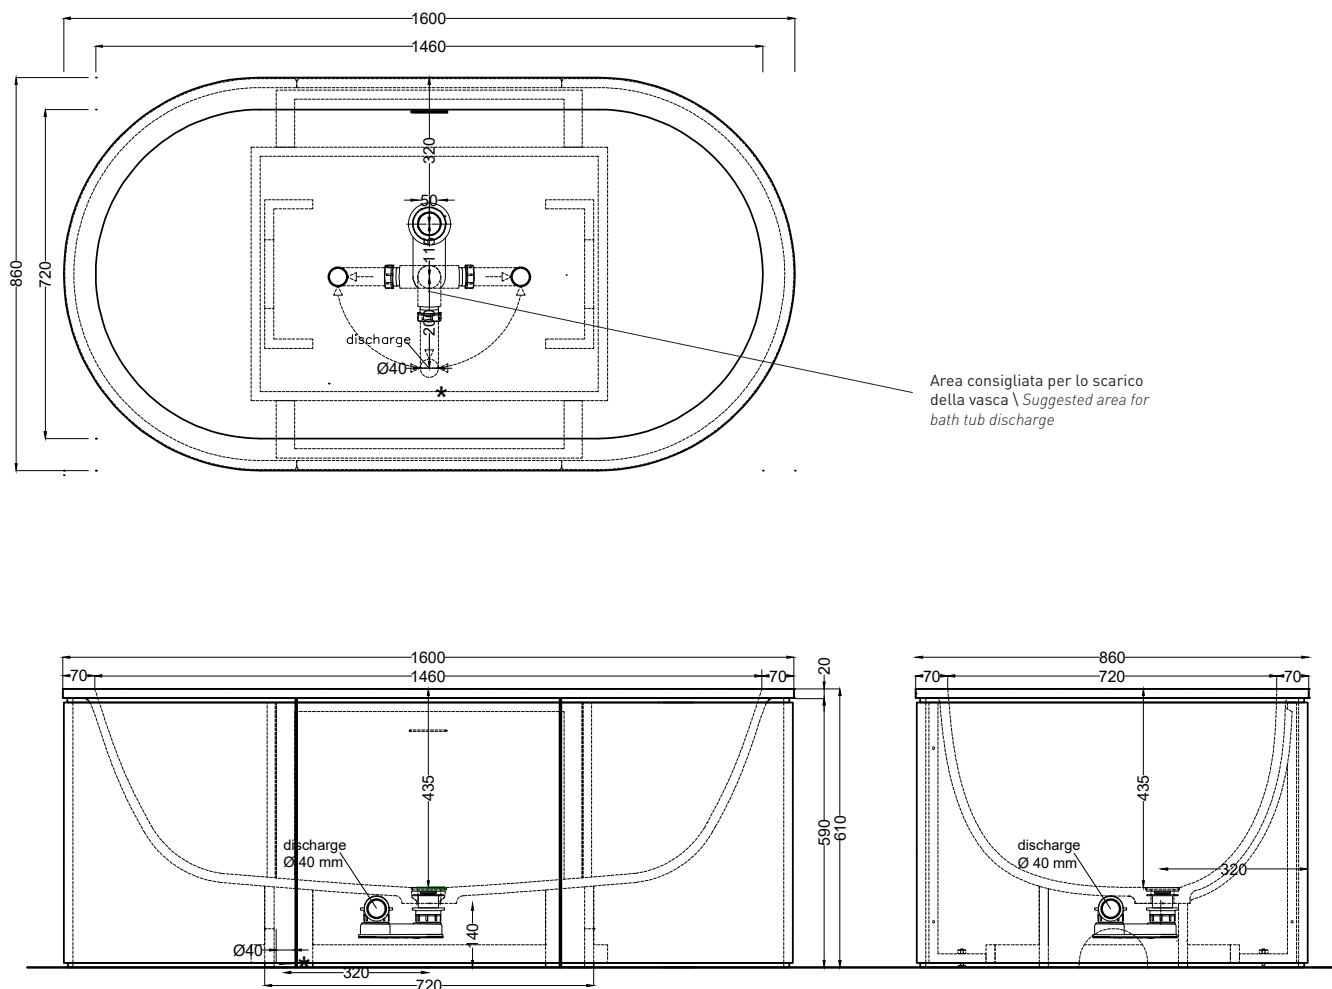 1600
1460
320
50
115
860
720
200
discharge
Ø40
*
Area consigliata per lo scarico
della vasca \ Suggested area for
bath tub discharge
1600
70
1460
70
20
435
590
610
discharge
Ø 40 mm
140
Ø40
*
320
720
860
70
720
70
435
discharge
Ø 40 mm
320